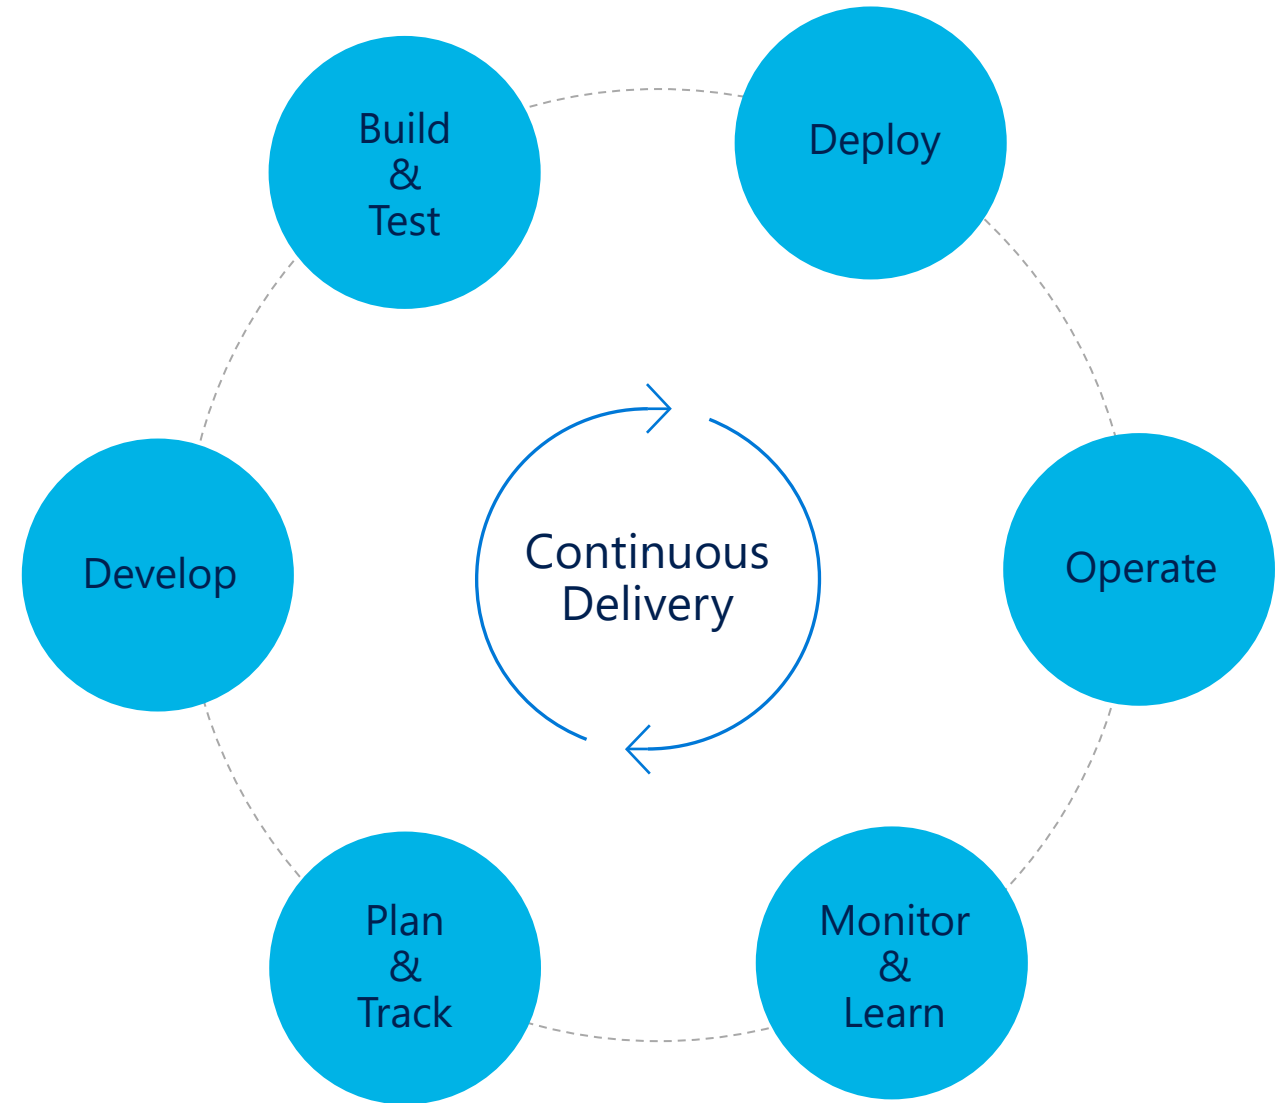 Build
&
Test
Deploy
Develop
Continuous
Delivery
Operate
Plan
&
Track
Monitor
&
Learn